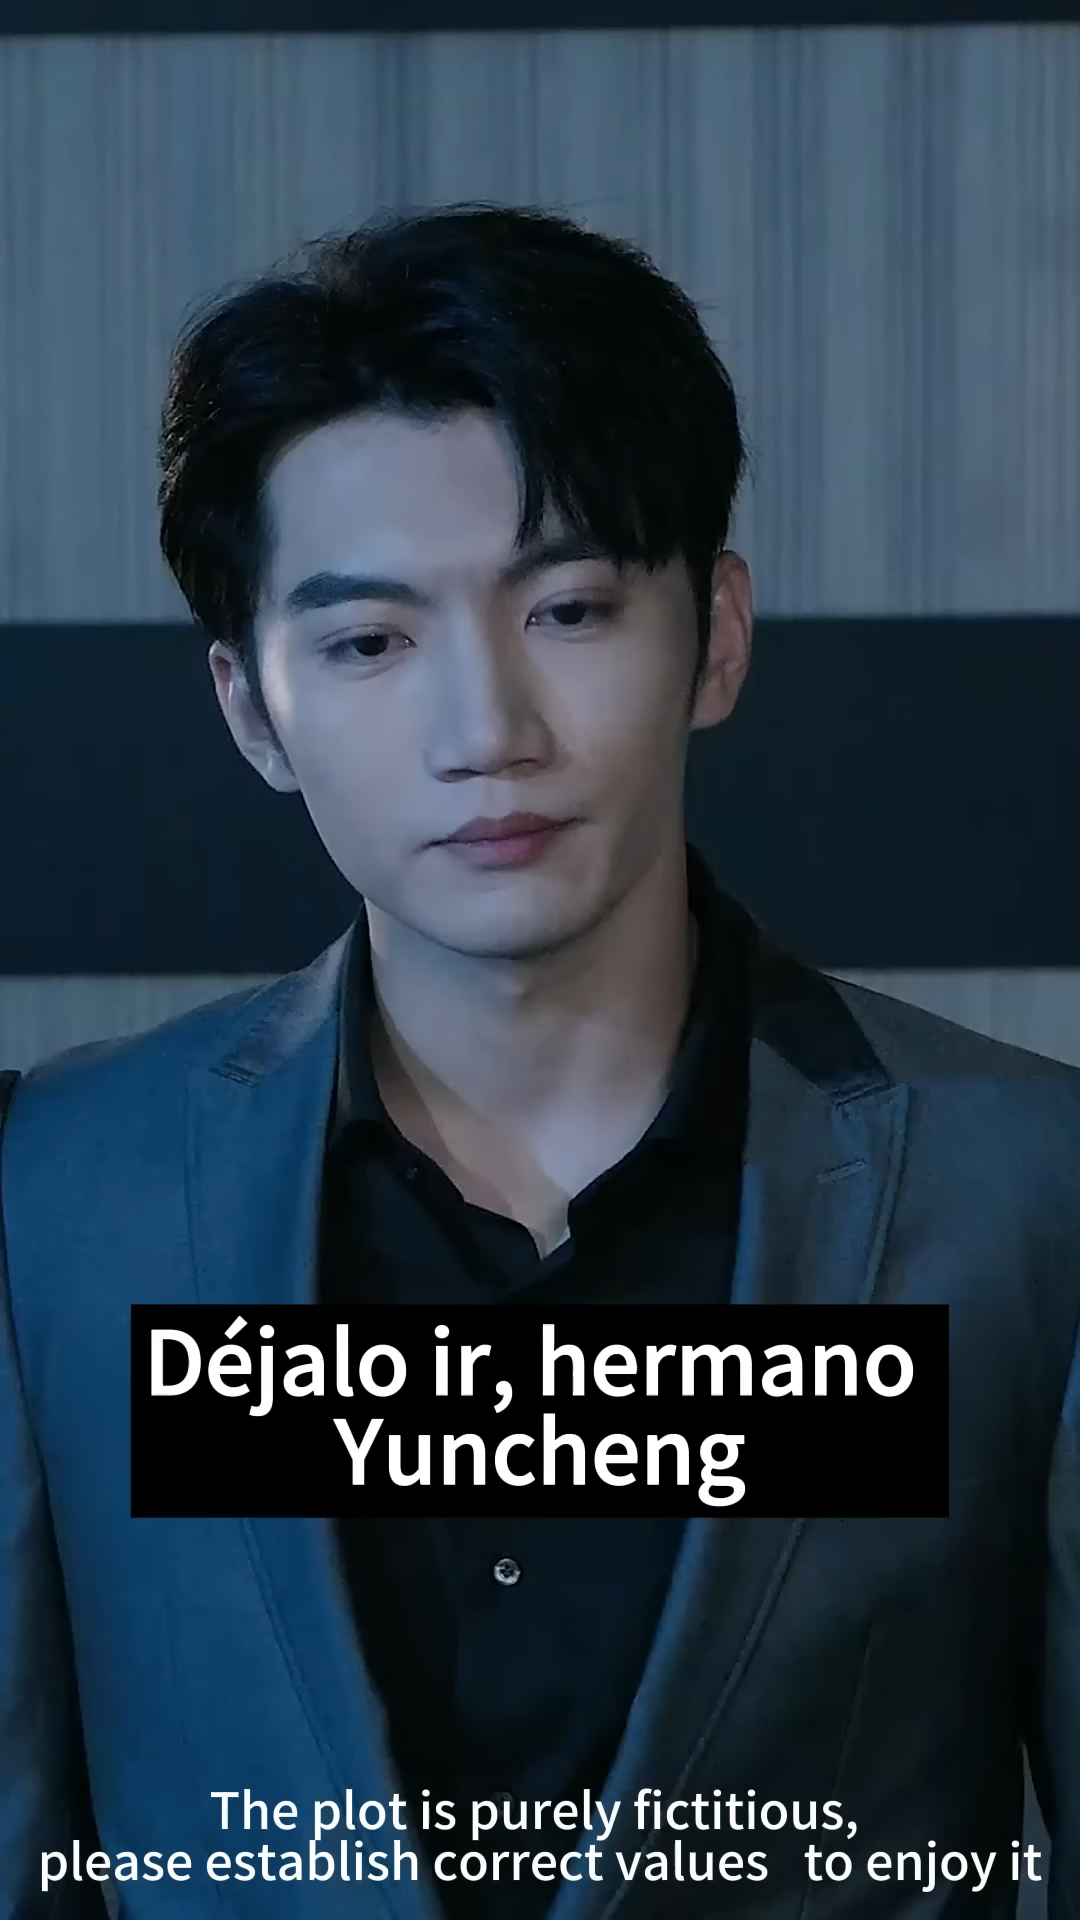 Déjalo ir, hermano
Yuncheng
The plot is purely fictitious,
please establish correct values to enjoy it